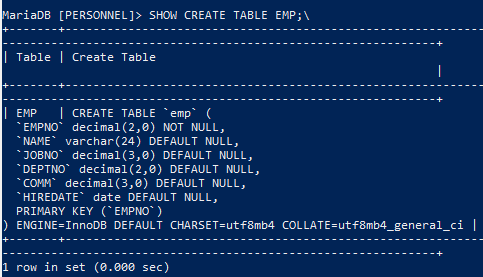 MariaDB [PERSONNEL]> SHOW CREATE TABLE EMP;\
+-------+--------------------------------------------------------------
------------------------------------------------------------------+
| Table | Create Table
|
+-------+--------------------------------------------------------------
------------------------------------------------------------------+
| EMP | CREATE TABLE `emp` (
`EMPNO` decimal(2,0) NOT NULL,
`NAME` varchar(24) DEFAULT NULL,
`JOBNO` decimal(3,0) DEFAULT NULL,
`DEPTNO` decimal(2,0) DEFAULT NULL,
`COMM` decimal(3,0) DEFAULT NULL,
`HIREDATE` date DEFAULT NULL,
PRIMARY KEY (`EMPNO`)
) ENGINE=InnoDB DEFAULT CHARSET=utf8mb4 COLLATE=utf8mb4_general_ci |
+-------+--------------------------------------------------------------
------------------------------------------------------------------+
1 row in set (0.000 sec)